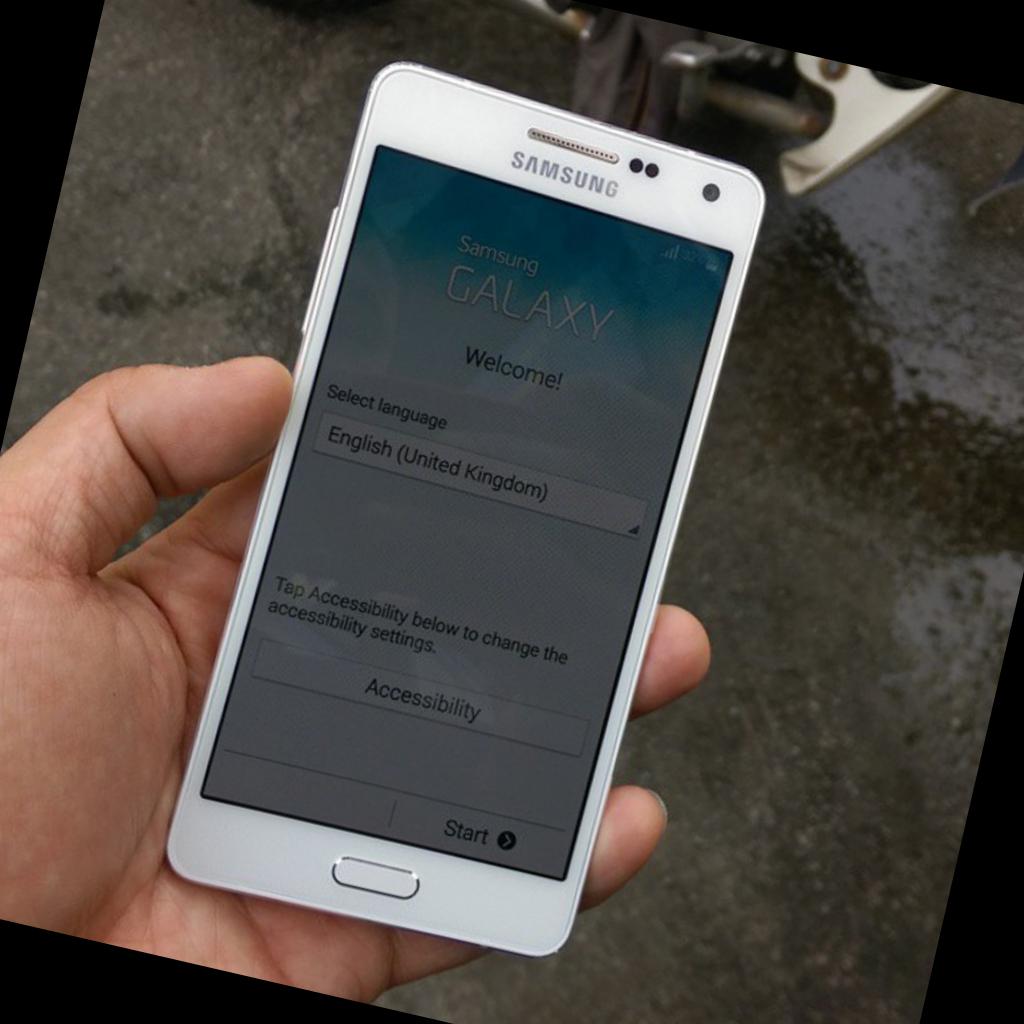 SAMSUNG
Samsung
GALAXY
Welcome!
Select language
English (United Kingdom)
Tap Accessibility below to change the
accessibility settings.
Accessibility
Start